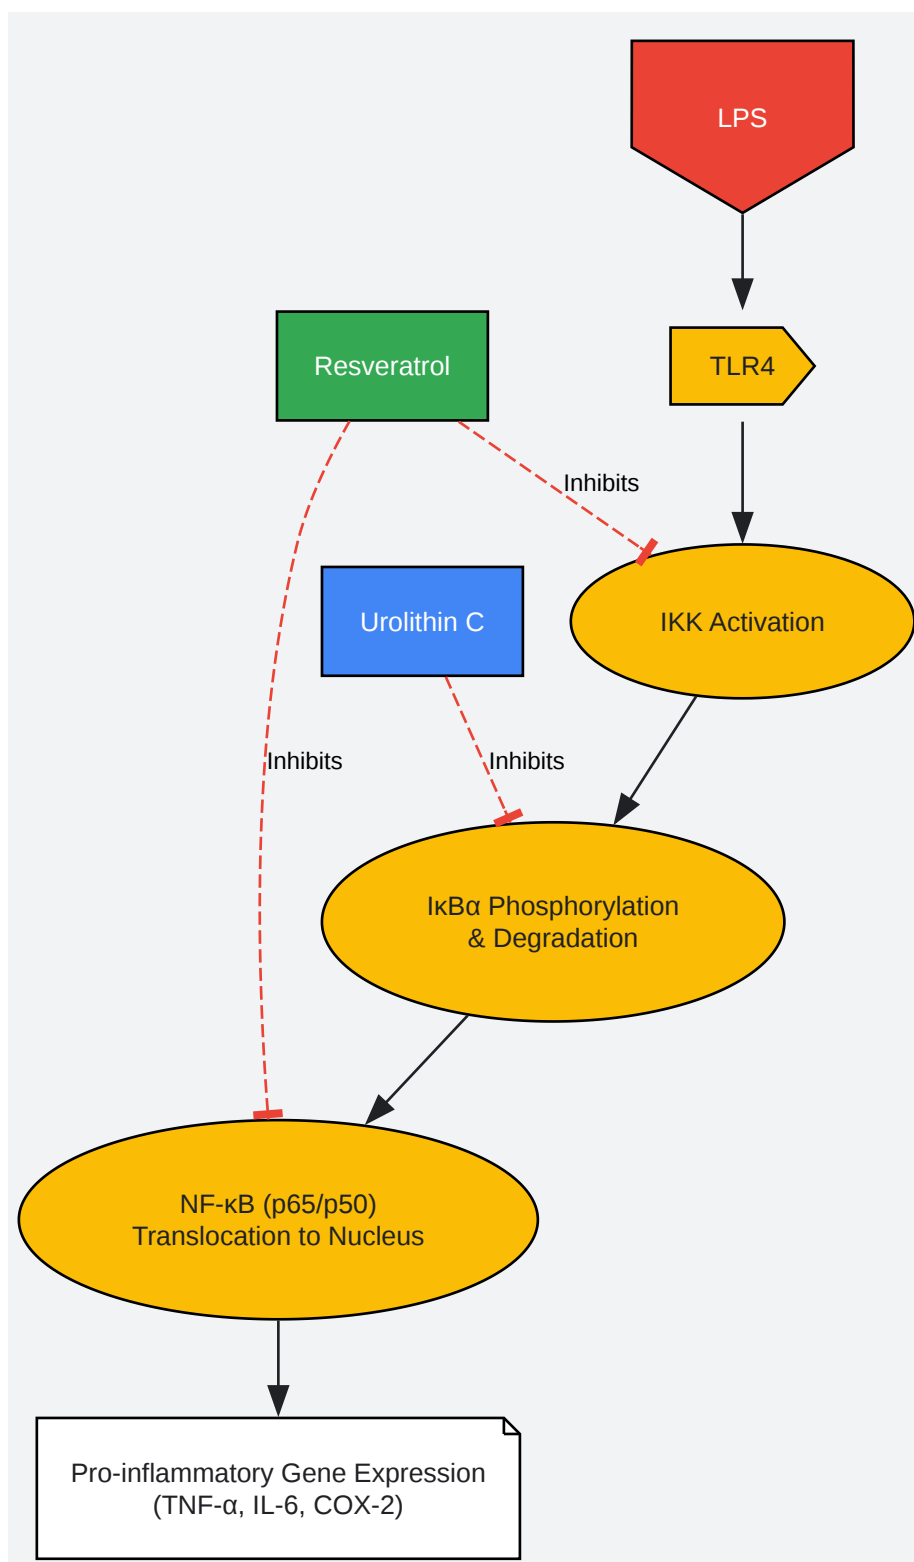 LPS
Resveratrol
TLR4
Inhibits
Urolithin C
IKK Activation
Inhibits
Inhibits
IκBα Phosphorylation
& Degradation
NF-κB (p65/p50)
Translocation to Nucleus
Pro-inflammatory Gene Expression
(TNF-α, IL-6, COX-2)